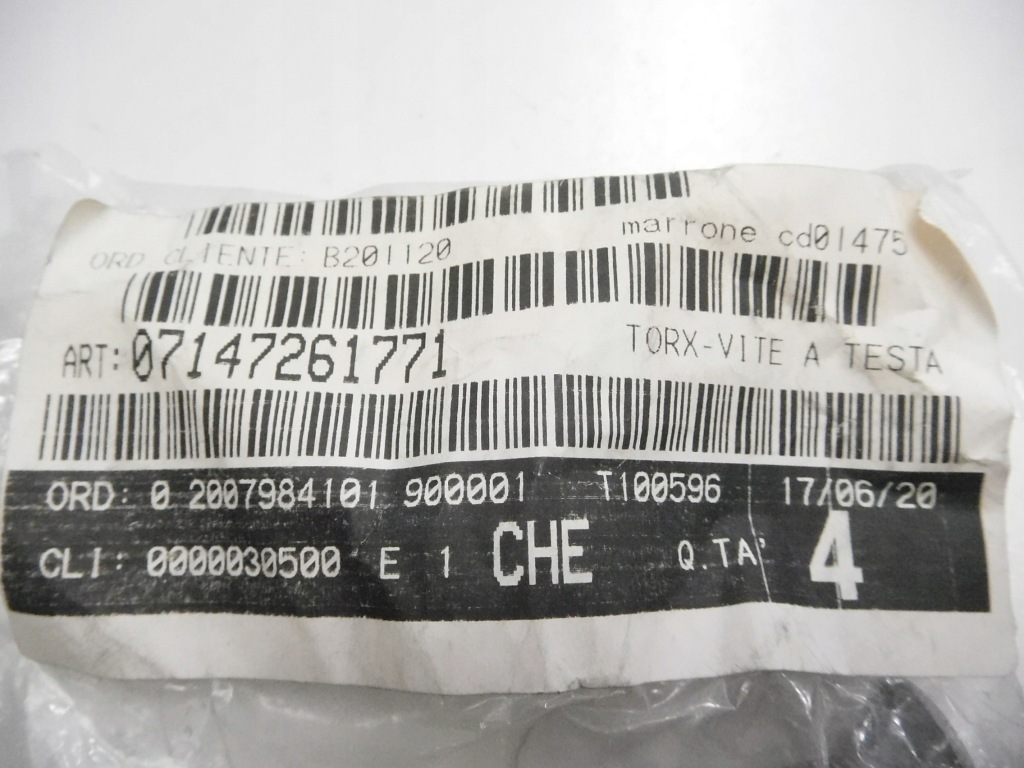 ORD CLIENTE: B201120 marrone cd01475
ART: 07147261771 TORX-VITE A TESTA
ORD: 0 2007984101 900001 T100596 17/06/20
CLI: 0000030500 E 1 CHE Q.TA' 4